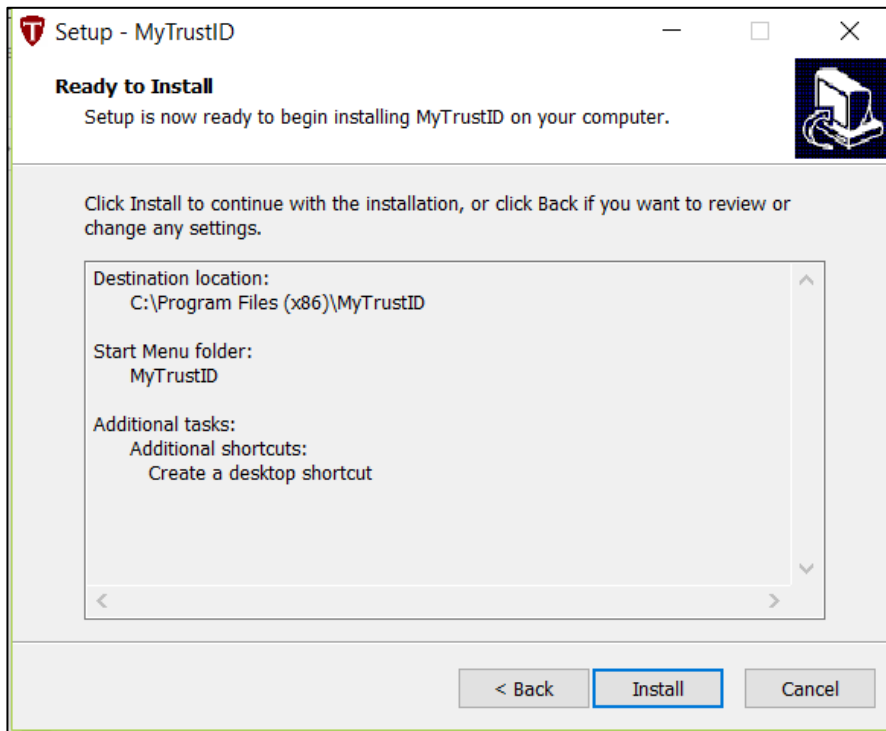 Setup - MyTrustID
Ready to Install
Setup is now ready to begin installing MyTrustID on your computer.
Click Install to continue with the installation, or click Back if you want to review or
change any settings.
Destination location:
C:\Program Files (x86)\MyTrustID
Start Menu folder:
MyTrustID
Additional tasks:
Additional shortcuts:
Create a desktop shortcut
< Back
Install
Cancel